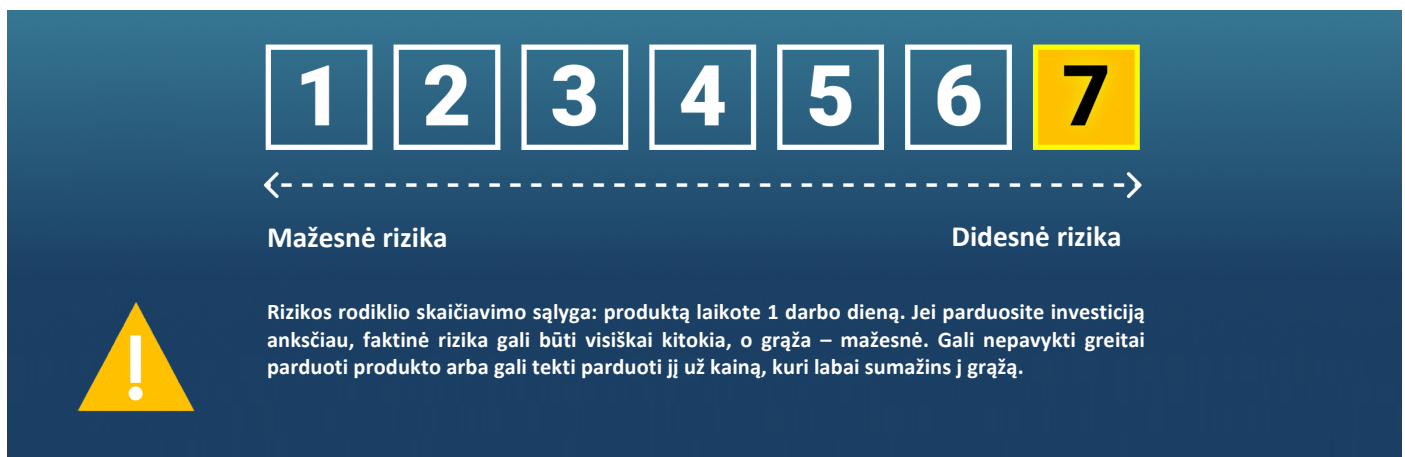 1 2 3 4 5 6 7
Mažesnė rizika Didesnė rizika
Rizikos rodiklio skaičiavimo sąlyga: produktą laikote 1 darbo dieną. Jei parduosite investiciją
anksčiau, faktinė rizika gali būti visiškai kitokia, o grąža – mažesnė. Gali nepavykti greitai
parduoti produkto arba gali tekti parduoti jį už kainą, kuri labai sumažins j grąžą.